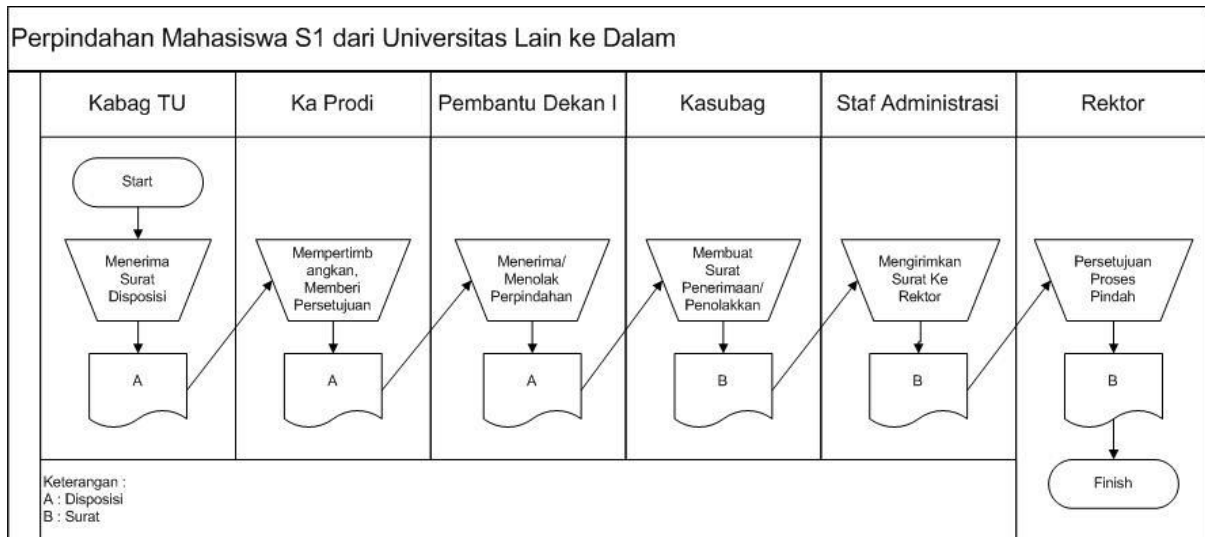 Perpindahan Mahasiswa S1 dari Universitas Lain ke Dalam
Kabag TU
Ka Prodi
Pembantu Dekan I
Kasubag
Staf Administrasi
Rektor
Start
Menerima
Surat
Disposisi
A
Mempertimb
angkan,
Memberi
Persetujuan
A
Menerima/
Menolak
Perpindahan
A
Membuat
Surat
Penerimaan/
Penolakkan
B
Mengirimkan
Surat Ke
Rektor
B
Persetujuan
Proses
Pindah
B
Finish
Keterangan :
A : Disposisi
B : Surat